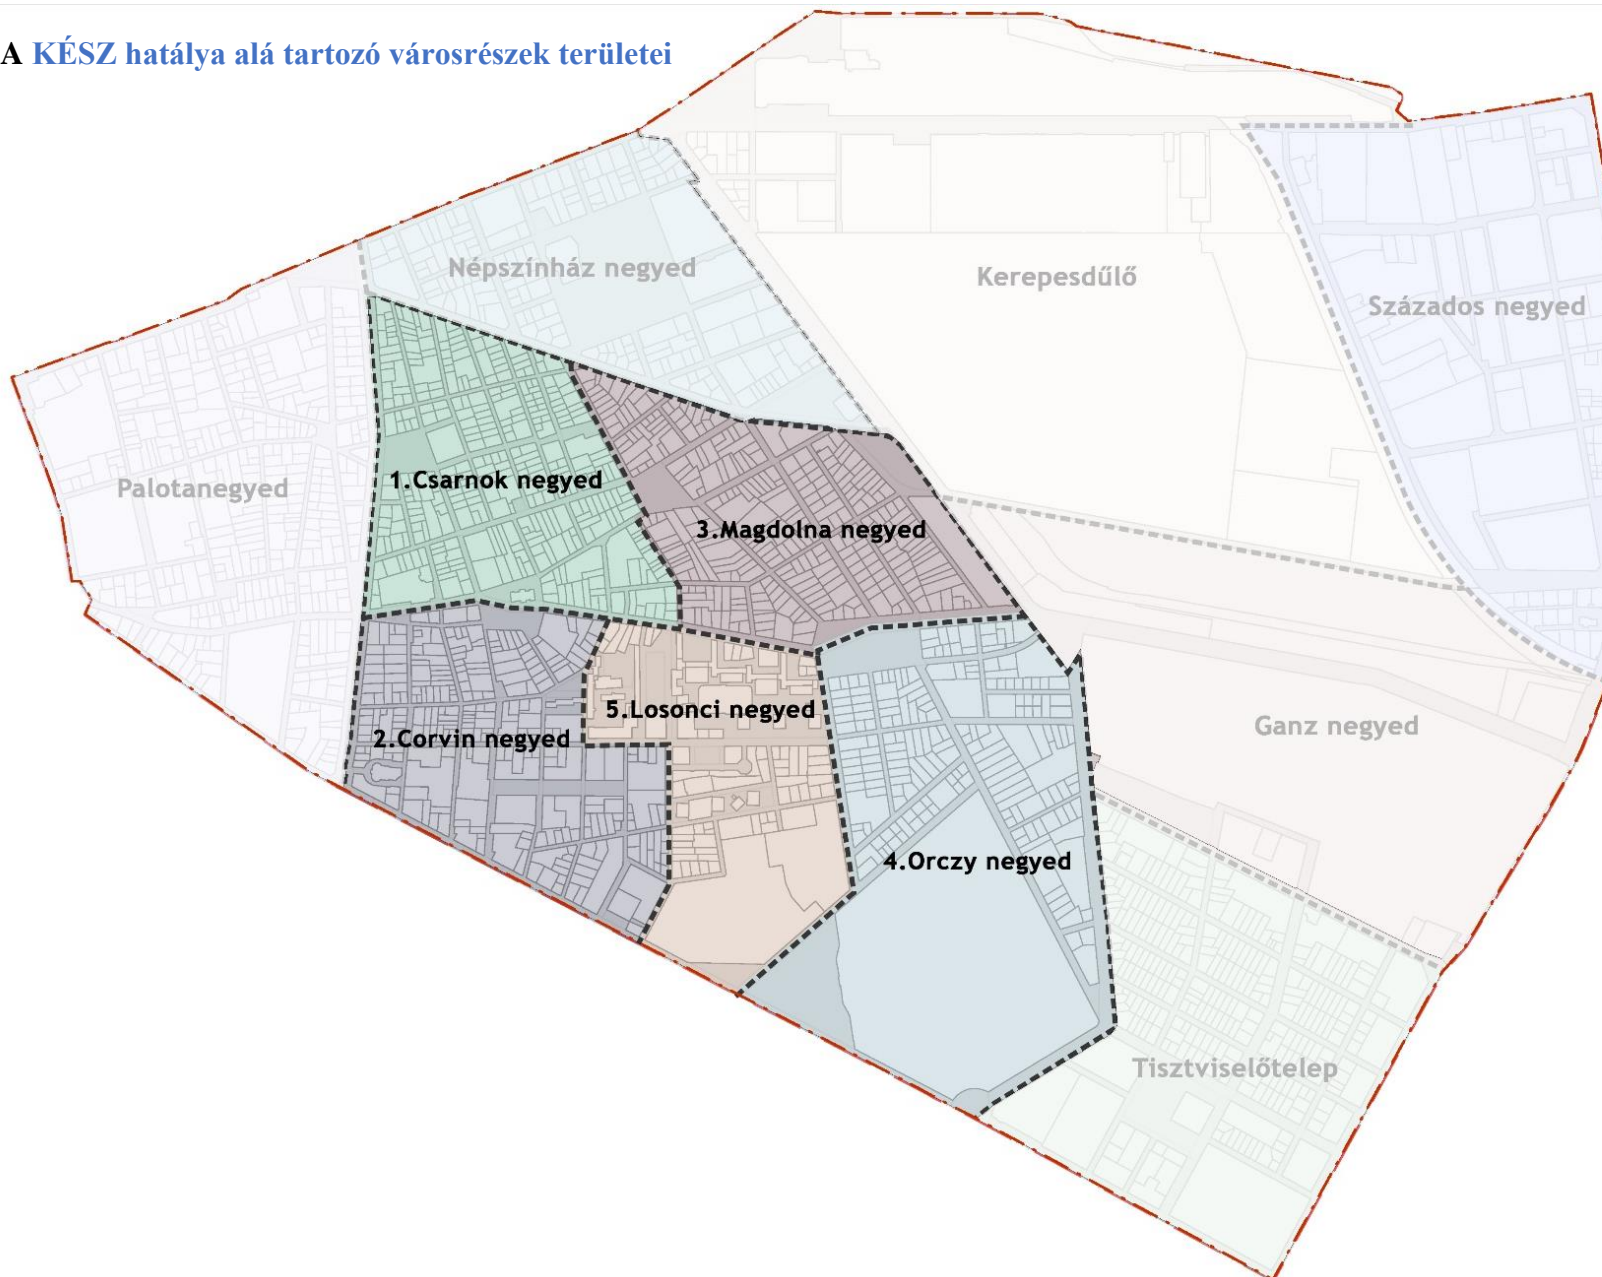 A KÉSZ hatálya alá tartozó városrészek területei
Népszínház negyed
Kerepesdűlő
Százados negyed
Palotanegyed
1.Csarnok negyed
3.Magdolna negyed
5.Losonci negyed
2.Corvin negyed
Ganz negyed
4.Orczy negyed
Tisztviselőtelep